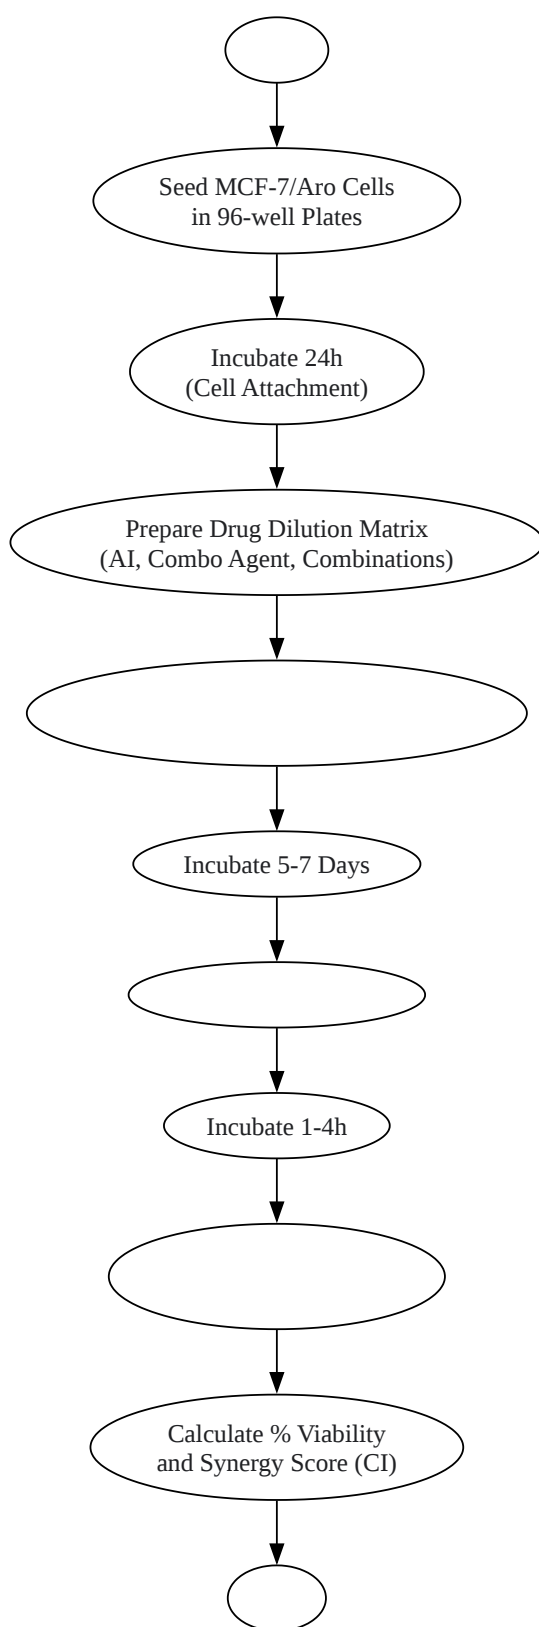 Seed MCF-7/Aro Cells
in 96-well Plates
Incubate 24h
(Cell Attachment)
Prepare Drug Dilution Matrix
(AI, Combo Agent, Combinations)
Incubate 5-7 Days
Incubate 1-4h
Calculate % Viability
and Synergy Score (CI)